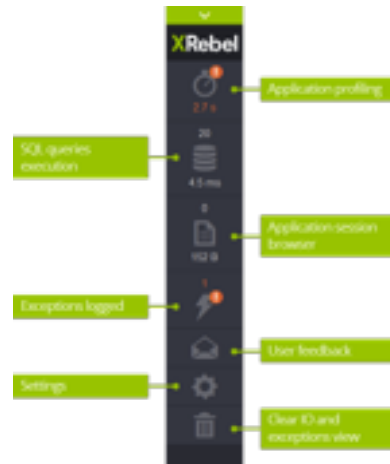 XRebel
Application profiling
2.7 s
20
SQL queries
execution
4.5 ms
0
Application session
browser
152 B
1
Exceptions logged
User feedback
Settings
Clear IO and
exceptions view